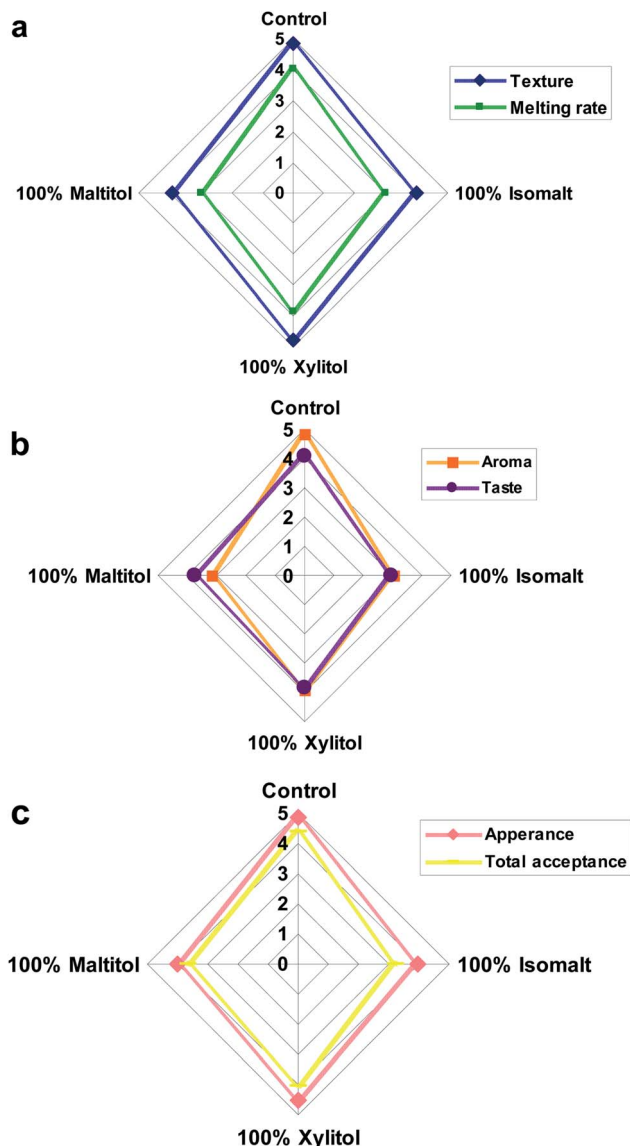 a
Control
5
4
3
2
1
0
Texture
Melting rate
100% Maltitol
100% Isomalt
100% Xylitol
b
Control
5
4
3
2
1
0
Aroma
Taste
100% Maltitol
100% Isomalt
100% Xylitol
c
Control
5
4
3
2
1
0
Apperance
Total acceptance
100% Maltitol
100% Isomalt
100% Xylitol